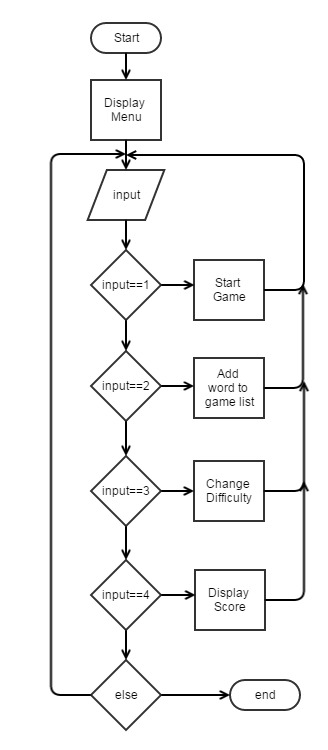 Start
Display
Menu
input
input==1
Start
Game
input==2
Add
word to
game list
input==3
Change
Difficulty
input==4
Display
Score
else
end